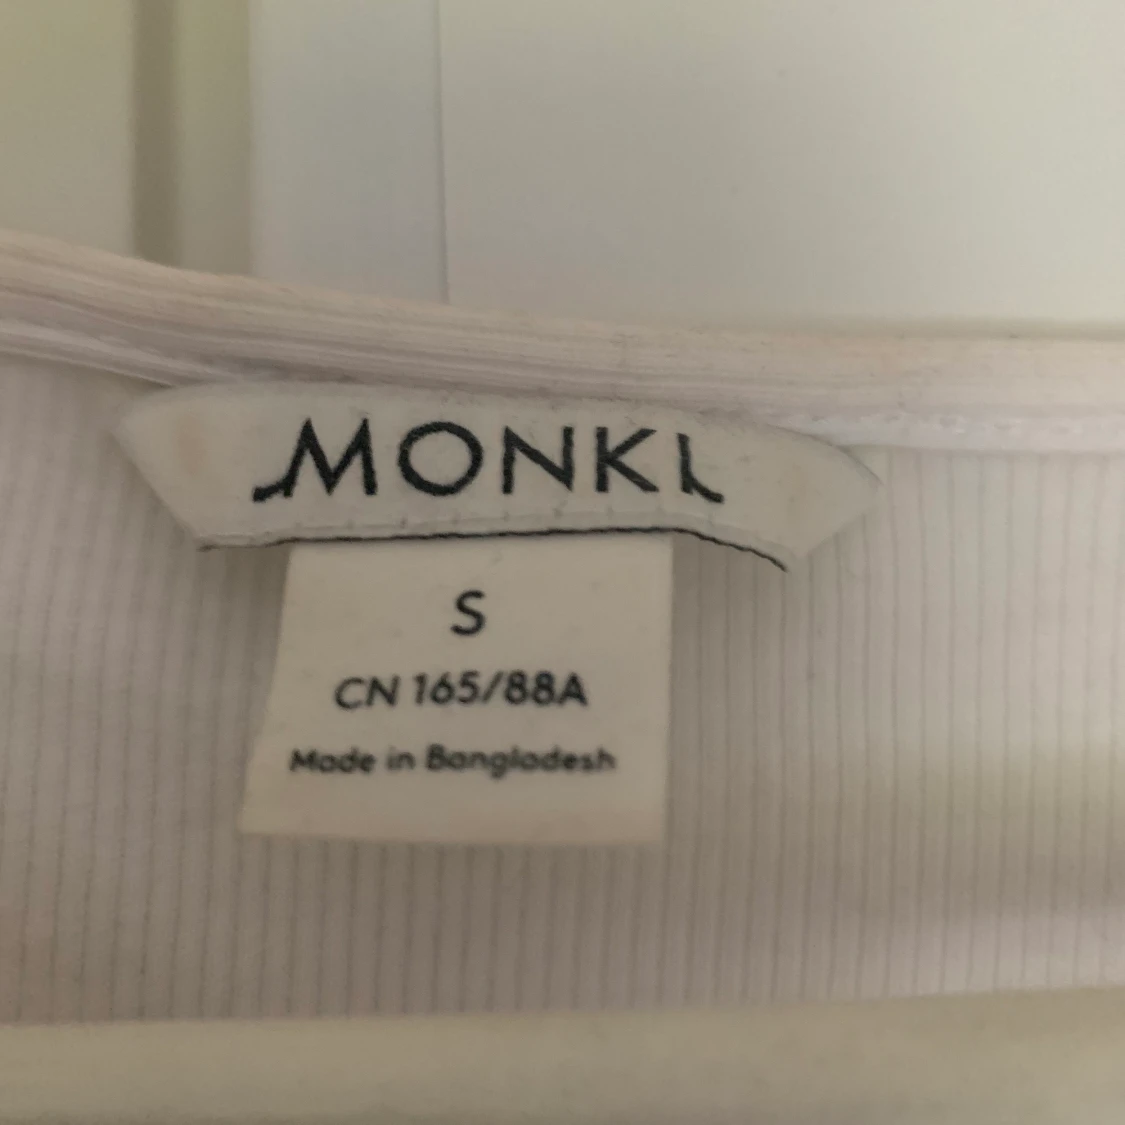 MONKI
S
CN 165/88A
Made in Bangladesh